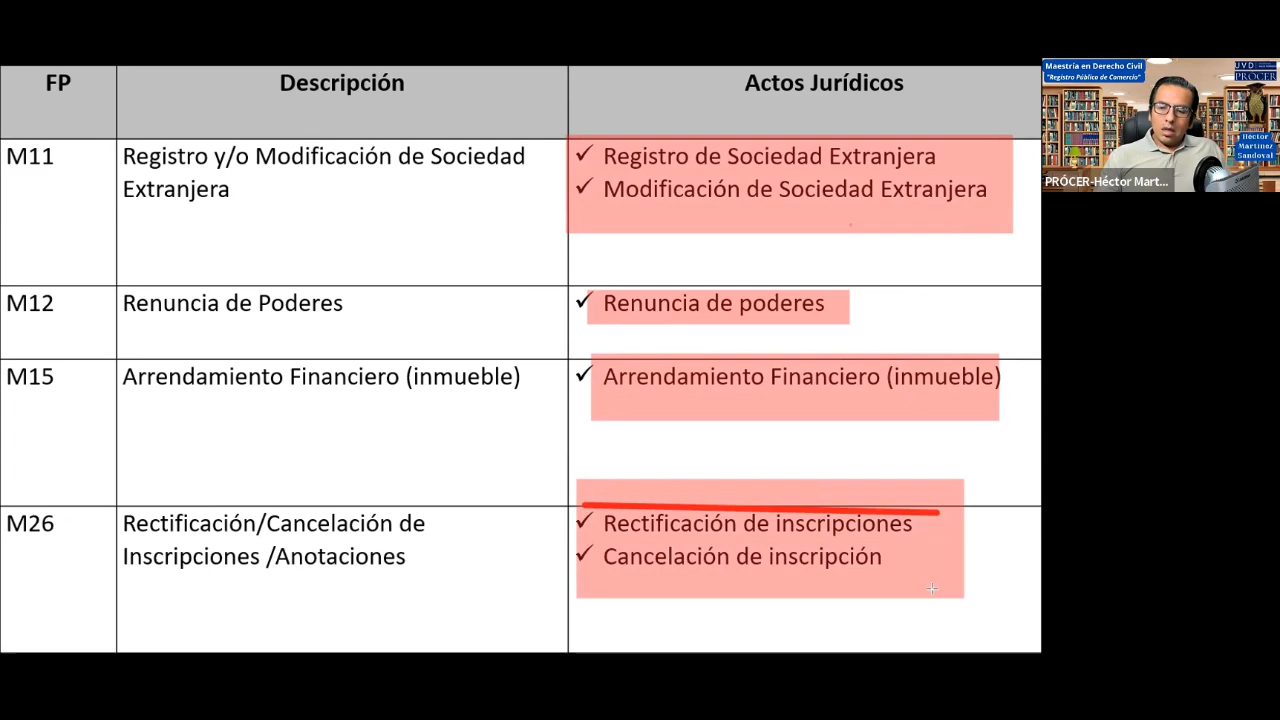 FP
Descripción
Actos Jurídicos
M11
Registro y/o Modificación de Sociedad
Extranjera
✓ Registro de Sociedad Extranjera
✓ Modificación de Sociedad Extranjera
M12
Renuncia de Poderes
✓ Renuncia de poderes
M15
Arrendamiento Financiero (inmueble)
✓ Arrendamiento Financiero (inmueble)
M26
Rectificación/Cancelación de
Inscripciones /Anotaciones
✓ Rectificación de inscripciones
✓ Cancelación de inscripción
Maestría en Derecho Civil
"Registro Público de Comercio"
UVD
PRÓCER
Héctor
Martínez
Sandoval
PRÓCER-Héctor Mart...